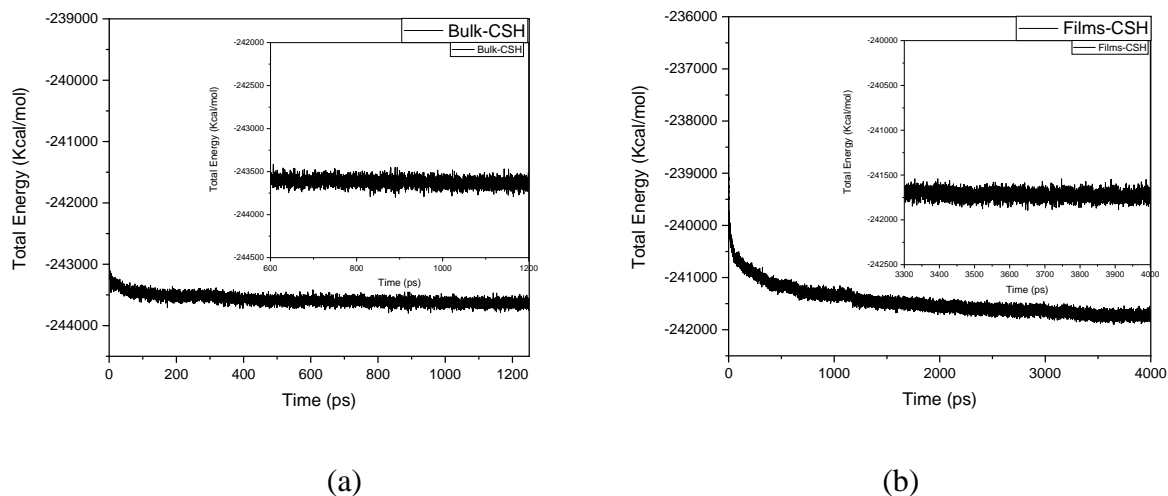 -239000
-240000
-241000
-242000
-243000
-244000
Total Energy (Kcal/mol)
0 200 400 600 800 1000 1200
Time (ps)
Bulk-CSH
Bulk-CSH
-242000
-242500
-243000
-243500
-244000
-244500
Total Energy (Kcal/mol)
600 800 1000 1200
Time (ps)
(a)
-236000
-237000
-238000
-239000
-240000
-241000
-242000
Total Energy (Kcal/mol)
0 1000 2000 3000 4000
Time (ps)
Films-CSH
Films-CSH
-240000
-240500
-241000
-241500
-242000
-242500
Total Energy (Kcal/mol)
3300 3400 3500 3600 3700 3800 3900 4000
Time (ps)
(b)